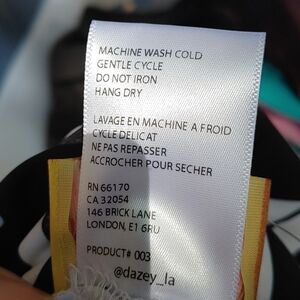 MACHINE WASH COLD
GENTLE CYCLE
DO NOT IRON
HANG DRY
LAVAGE EN MACHINE A FROID
CYCLE DELICAT
NE PAS REPASSER
ACCROCHER POUR SECHER
RN 66170
CA 32054
146 BRICK LANE
LONDON, E1 6RU
PRODUCT# 003
@dazey_la